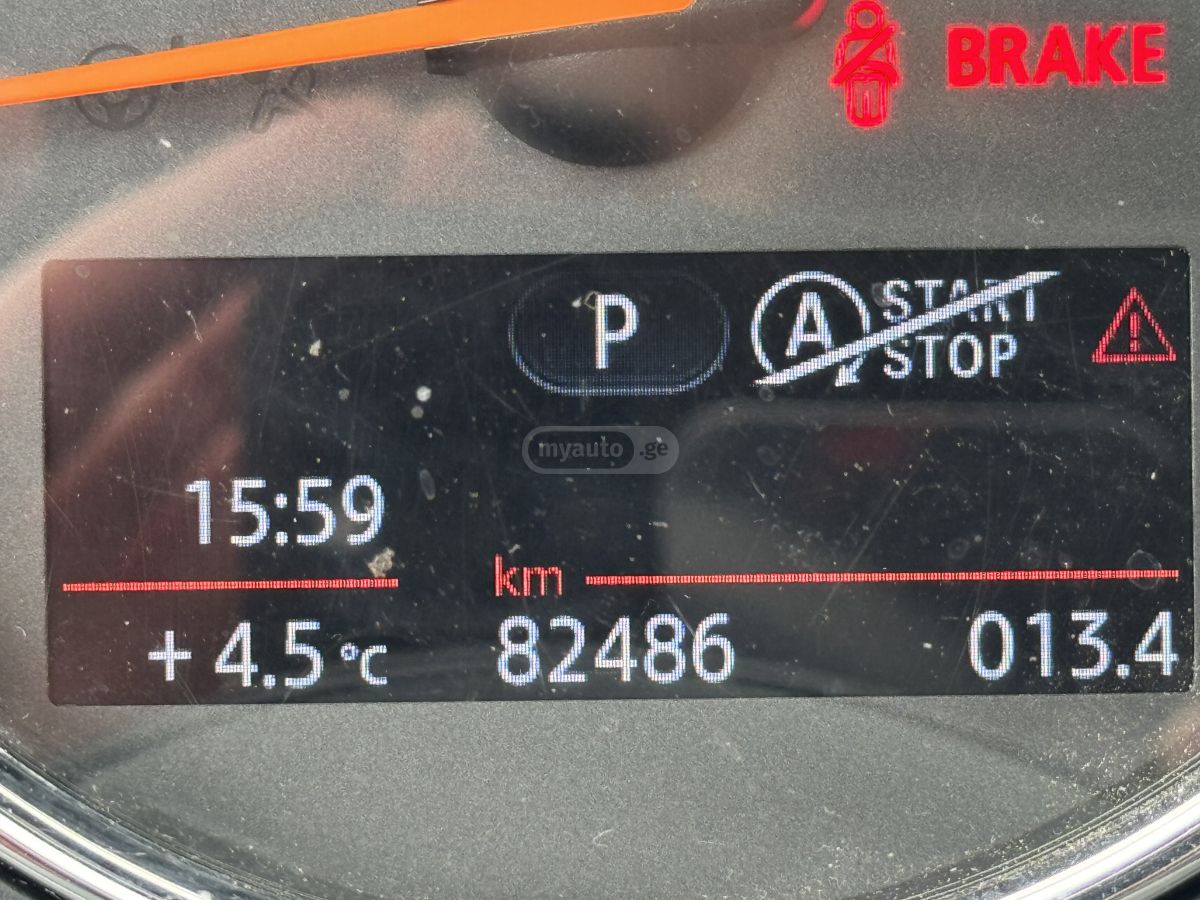 BRAKE
P
A START
STOP
myauto.ge
15:59
km
+4.5°C 82486 013.4